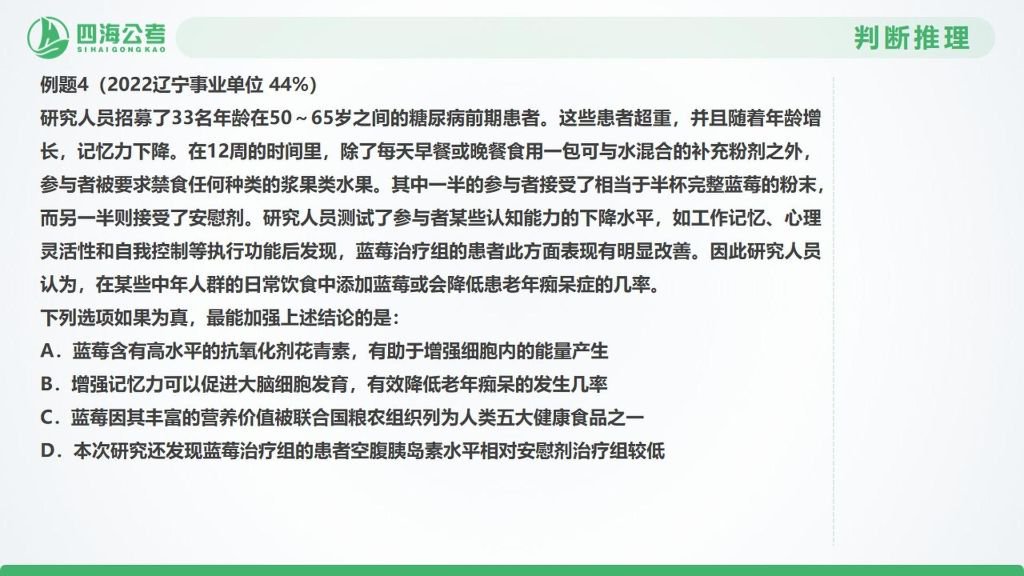 四海公考
SIHAIGONGKAO
判断推理
例题4（2022辽宁事业单位 44%）
研究人员招募了33名年龄在50～65岁之间的糖尿病前期患者。这些患者超重，并且随着年龄增
长，记忆力下降。在12周的时间里，除了每天早餐或晚餐食用一包可与水混合的补充粉剂之外，
参与者被要求禁食任何种类的浆果类水果。其中一半的参与者接受了相当于半杯完整蓝莓的粉末，
而另一半则接受了安慰剂。研究人员测试了参与者某些认知能力的下降水平，如工作记忆、心理
灵活性和自我控制等执行功能后发现，蓝莓治疗组的患者此方面表现有明显改善。因此研究人员
认为，在某些中年人群的日常饮食中添加蓝莓或会降低患老年痴呆症的几率。
下列选项如果为真，最能加强上述结论的是：
A．蓝莓含有高水平的抗氧化剂花青素，有助于增强细胞内的能量产生
B．增强记忆力可以促进大脑细胞发育，有效降低老年痴呆的发生几率
C．蓝莓因其丰富的营养价值被联合国粮农组织列为人类五大健康食品之一
D．本次研究还发现蓝莓治疗组的患者空腹胰岛素水平相对安慰剂治疗组较低